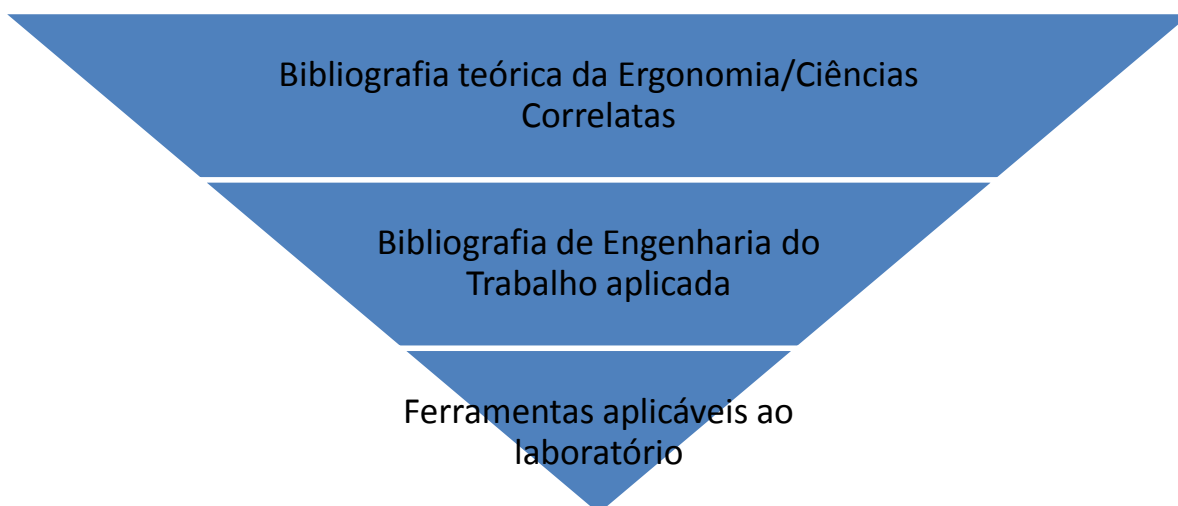 Bibliografia teórica da Ergonomia/Ciências
Correlatas
Bibliografia de Engenharia do
Trabalho aplicada
Ferramentas aplicáveis ao
laboratório